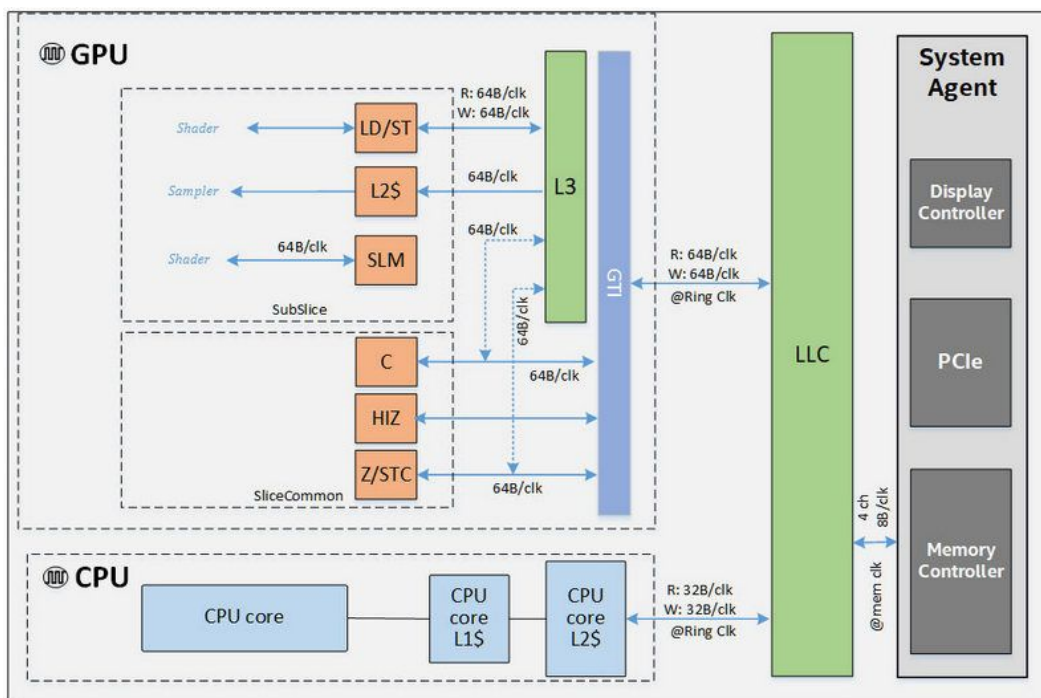 GPU
R: 64B/clk
W: 64B/clk
Shader
LD/ST
64B/clk
Sampler
L2$
L3
64B/clk
64B/clk
Shader
SLM
SubSlice
64B/clk
GTI
C
64B/clk
HIZ
Z/STC
64B/clk
SliceCommon
R: 64B/clk
W: 64B/clk
@Ring Clk
LLC
System
Agent
Display
Controller
PCIe
4 ch
8B/clk
@mem clk
Memory
Controller
CPU
CPU core
CPU
core
L1$
CPU
core
L2$
R: 32B/clk
W: 32B/clk
@Ring Clk